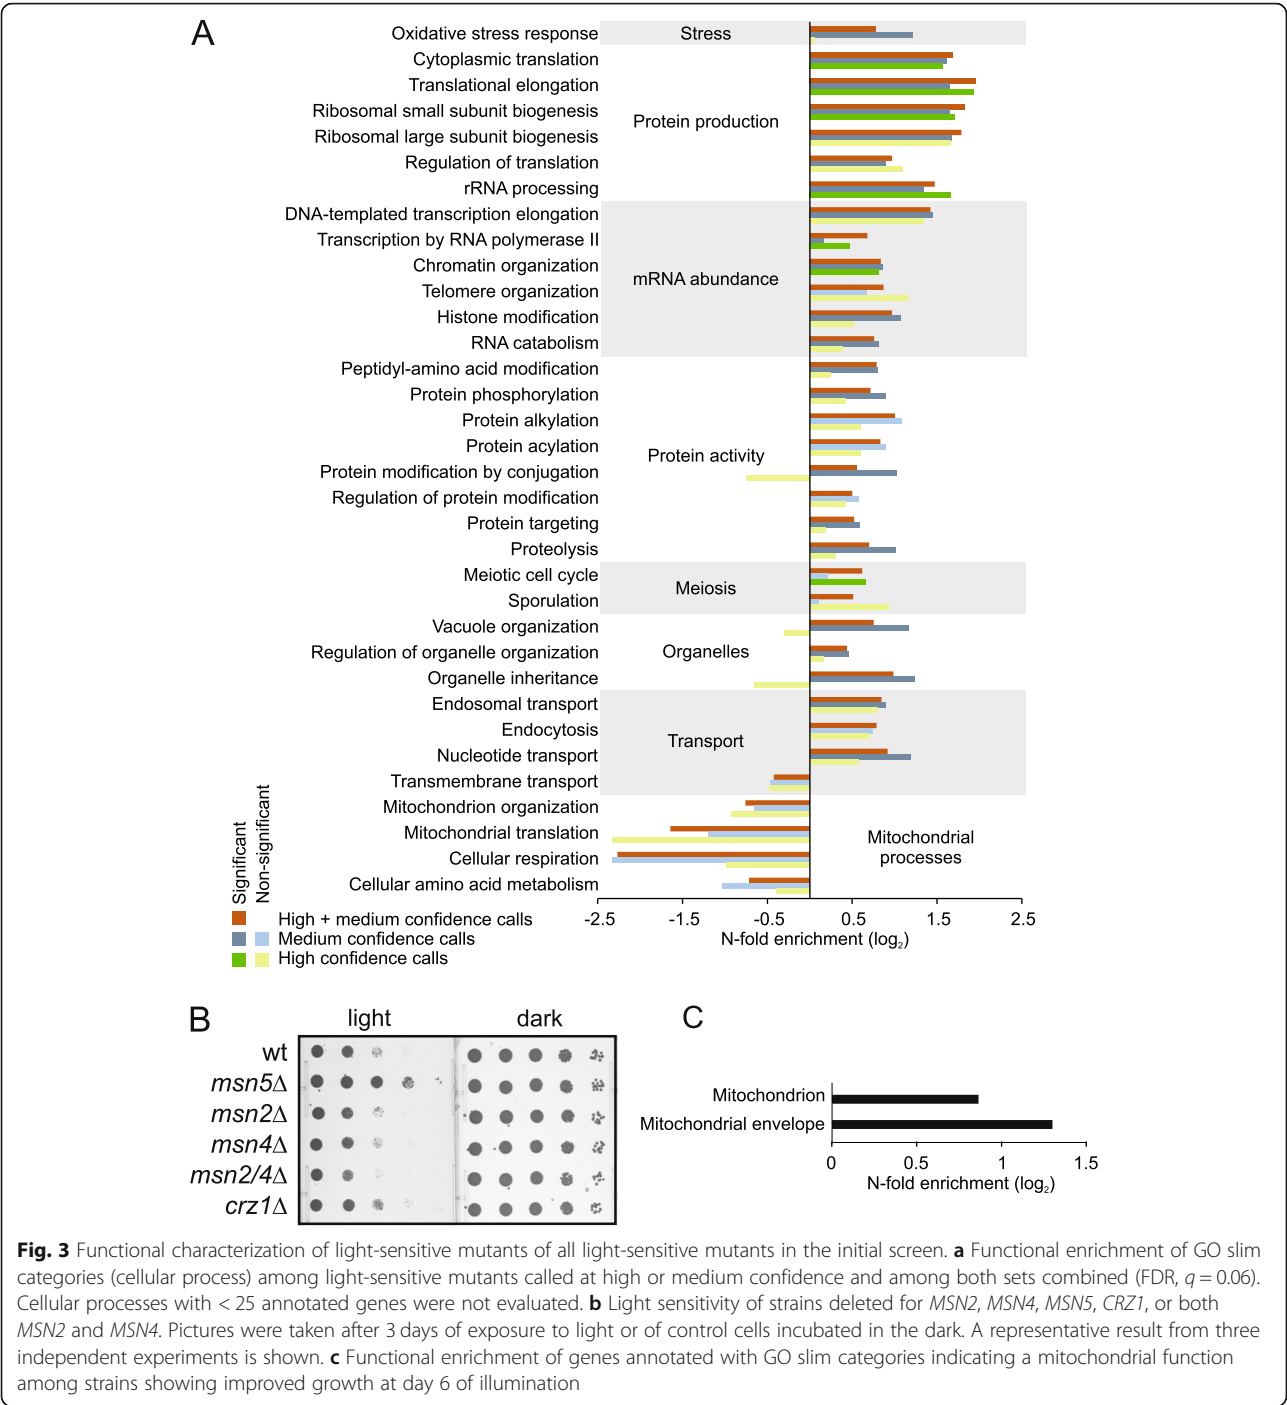 A
Oxidative stress response
Stress
Cytoplasmic translation
Translational elongation
Ribosomal small subunit biogenesis
Protein production
Ribosomal large subunit biogenesis
Regulation of translation
rRNA processing
DNA-templated transcription elongation
Transcription by RNA polymerase II
Chromatin organization
mRNA abundance
Telomere organization
Histone modification
RNA catabolism
Peptidyl-amino acid modification
Protein phosphorylation
Protein alkylation
Protein acylation
Protein activity
Protein modification by conjugation
Regulation of protein modification
Protein targeting
Proteolysis
Meiotic cell cycle
Meiosis
Sporulation
Vacuole organization
Regulation of organelle organization
Organelles
Organelle inheritance
Endosomal transport
Endocytosis
Transport
Nucleotide transport
Transmembrane transport
Mitochondrion organization
Mitochondrial translation
Mitochondrial
processes
Cellular respiration
Cellular amino acid metabolism
Significant
Non-significant
High + medium confidence calls
Medium confidence calls
High confidence calls
-2.5 -1.5 -0.5 0.5 1.5 2.5
N-fold enrichment (log2)
B
light dark
wt
msn5Δ
msn2Δ
msn4Δ
msn2/4Δ
crz1Δ
C
Mitochondrion
Mitochondrial envelope
0 0.5 1 1.5
N-fold enrichment (log2)
Fig. 3 Functional characterization of light-sensitive mutants of all light-sensitive mutants in the initial screen. a Functional enrichment of GO slim
categories (cellular process) among light-sensitive mutants called at high or medium confidence and among both sets combined (FDR, q = 0.06).
Cellular processes with < 25 annotated genes were not evaluated. b Light sensitivity of strains deleted for MSN2, MSN4, MSN5, CRZ1, or both
MSN2 and MSN4. Pictures were taken after 3 days of exposure to light or of control cells incubated in the dark. A representative result from three
independent experiments is shown. c Functional enrichment of genes annotated with GO slim categories indicating a mitochondrial function
among strains showing improved growth at day 6 of illumination